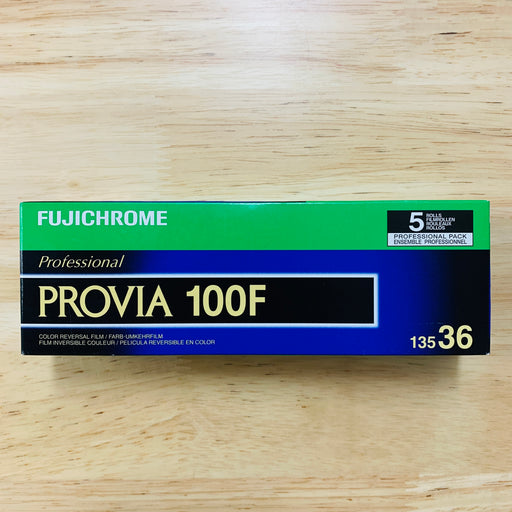 FUJICHROME
5 ROLLS
FILMROLLEN
ROULEAUX
ROLLOS
PROFESSIONAL PACK
ENSEMBLE PROFESSIONNEL
Professional
PROVIA 100F
COLOR REVERSAL FILM / FARB-UMKEHRFILM
FILM INVERSIBLE COULEUR / PELICULA REVERSIBLE EN COLOR
135 36